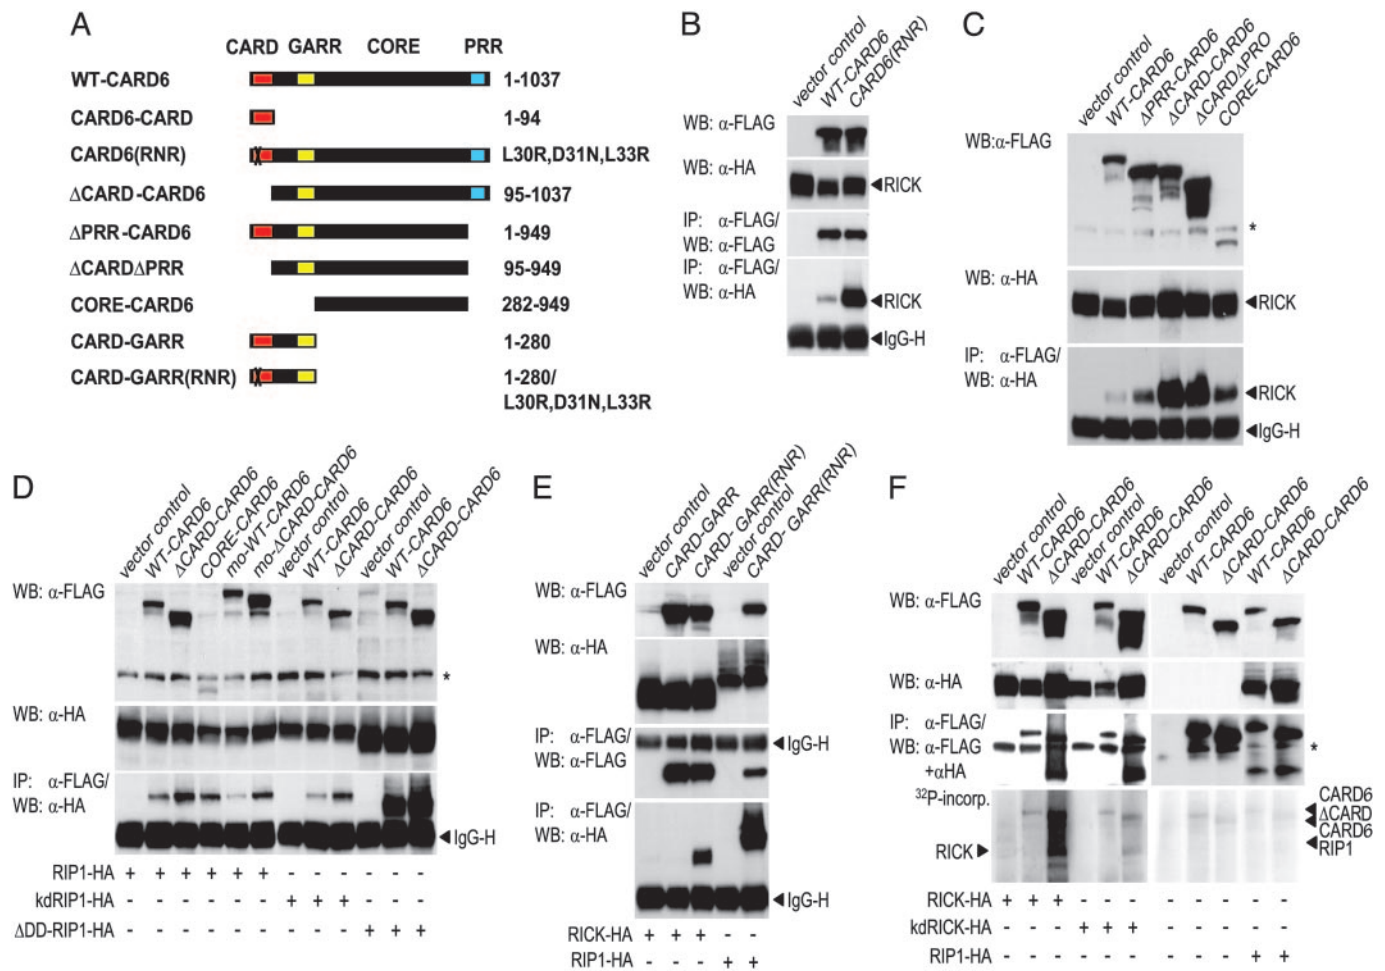 A
CARD GARR CORE PRR
WT-CARD6 1-1037
CARD6-CARD 1-94
CARD6(RNR) L30R,D31N,L33R
ΔCARD-CARD6 95-1037
ΔPRR-CARD6 1-949
ΔCARDΔPRR 95-949
CORE-CARD6 282-949
CARD-GARR 1-280
CARD-GARR(RNR) 1-280/
L30R,D31N,L33R
B
vector control
WT-CARD6
CARD6(RNR)
WB: α-FLAG
WB: α-HA
RICK
IP: α-FLAG/
WB: α-FLAG
IP: α-FLAG/
WB: α-HA
RICK
IgG-H
C
vector control
WT-CARD6
ΔPRR-CARD6
ΔCARD-CARD6
ΔCARDΔPRO
CORE-CARD6
WB:α-FLAG
*
WB: α-HA
RICK
IP: α-FLAG/
WB: α-HA
RICK
IgG-H
D
vector control
WT-CARD6
ΔCARD-CARD6
CORE-CARD6
mo-WT-CARD6
mo-ΔCARD-CARD6
vector control
WT-CARD6
ΔCARD-CARD6
vector control
WT-CARD6
ΔCARD-CARD6
WB: α-FLAG
*
WB: α-HA
IP: α-FLAG/
WB: α-HA
IgG-H
RIP1-HA + + + + + + - - - - - -
kdRIP1-HA - - - - - - + + + - - -
ΔDD-RIP1-HA - - - - - - - - - + + +
E
vector control
CARD-GARR
CARD- GARR(RNR)
vector control
CARD- GARR(RNR)
WB: α-FLAG
WB: α-HA
IP: α-FLAG/
WB: α-FLAG
IgG-H
IP: α-FLAG/
WB: α-HA
IgG-H
RICK-HA + + + - -
RIP1-HA - - - + +
F
vector control
WT-CARD6
ΔCARD-CARD6
vector control
WT-CARD6
ΔCARD-CARD6
vector control
WT-CARD6
ΔCARD-CARD6
WT-CARD6
ΔCARD-CARD6
WB: α-FLAG
WB: α-HA
IP: α-FLAG/
WB: α-FLAG
+αHA
*
³²P-incorp.
RICK
CARD6
ΔCARD
CARD6
RIP1
RICK-HA + + + - - - - - - - -
kdRICK-HA - - - + + + - - - - -
RIP1-HA - - - - - - - - - + +